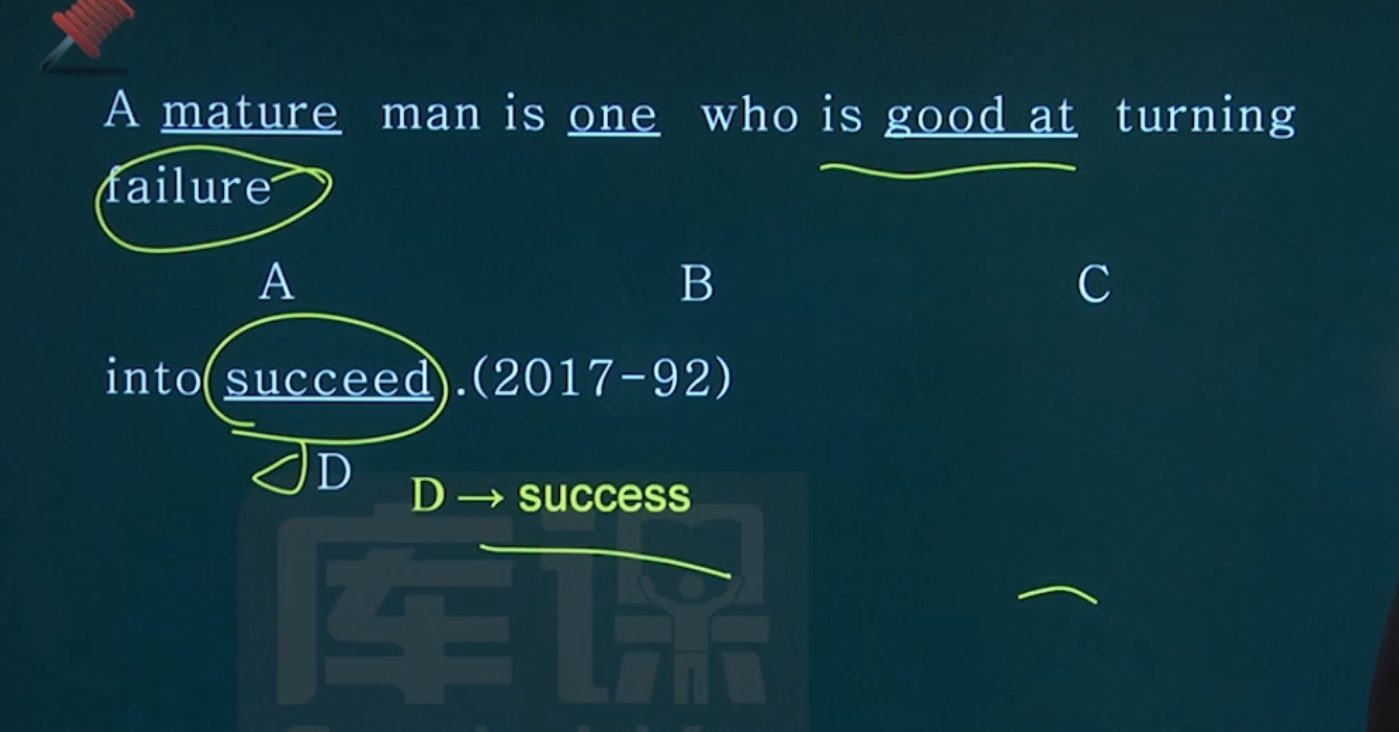 A mature man is one who is good at turning
failure
A B C
into succeed .(2017-92)
D
D → success
库课